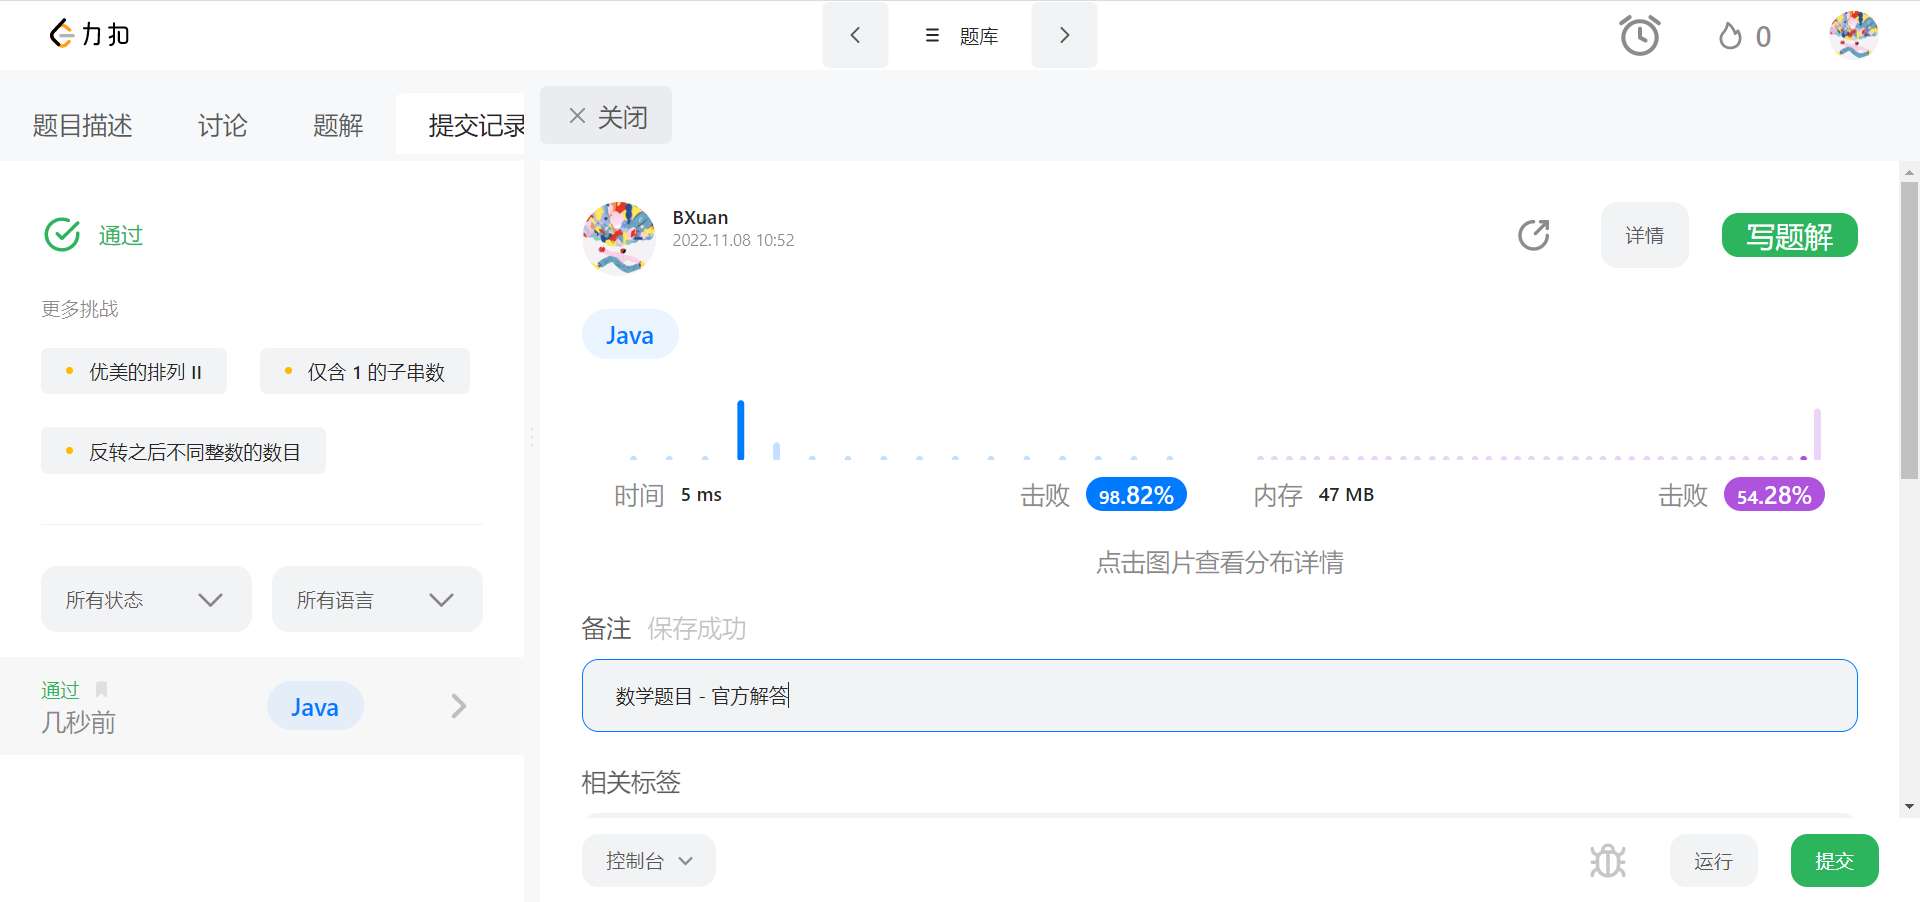 力扣
题库
0
题目描述
讨论
题解
提交记录
关闭
通过
更多挑战
优美的排列 II
仅含 1 的子串数
反转之后不同整数的数目
所有状态
所有语言
通过
几秒前
Java
BXuan
2022.11.08 10:52
详情
写题解
Java
时间 5 ms
击败 98.82%
内存 47 MB
击败 54.28%
点击图片查看分布详情
备注 保存成功
数学题目 - 官方解答
相关标签
控制台
运行
提交